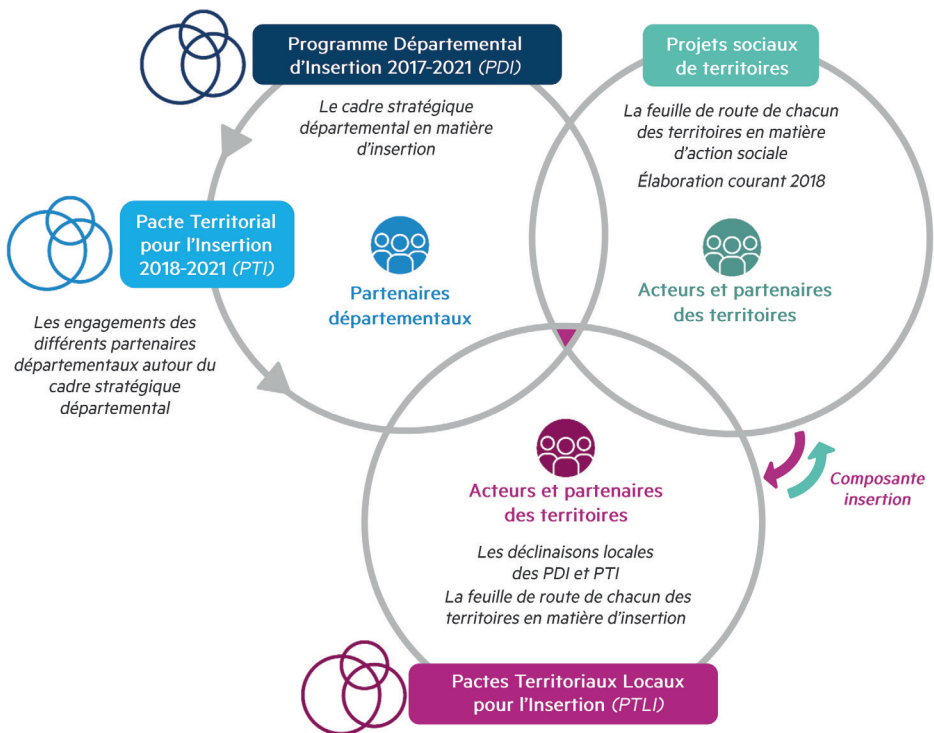 Programme Départemental
d'Insertion 2017-2021 (PDI)
Le cadre stratégique
départemental en matière
d'insertion
Projets sociaux
de territoires
La feuille de route de chacun
des territoires en matière
d'action sociale
Élaboration courant 2018
Pacte Territorial
pour l'Insertion
2018-2021 (PTI)
Les engagements des
différents partenaires
départementaux autour du
cadre stratégique
départemental
Partenaires
départementaux
Acteurs et partenaires
des territoires
Acteurs et partenaires
des territoires
Les déclinaisons locales
des PDI et PTI
La feuille de route de chacun des
territoires en matière d'insertion
Composante
insertion
Pactes Territoriaux Locaux
pour l'Insertion (PTLI)